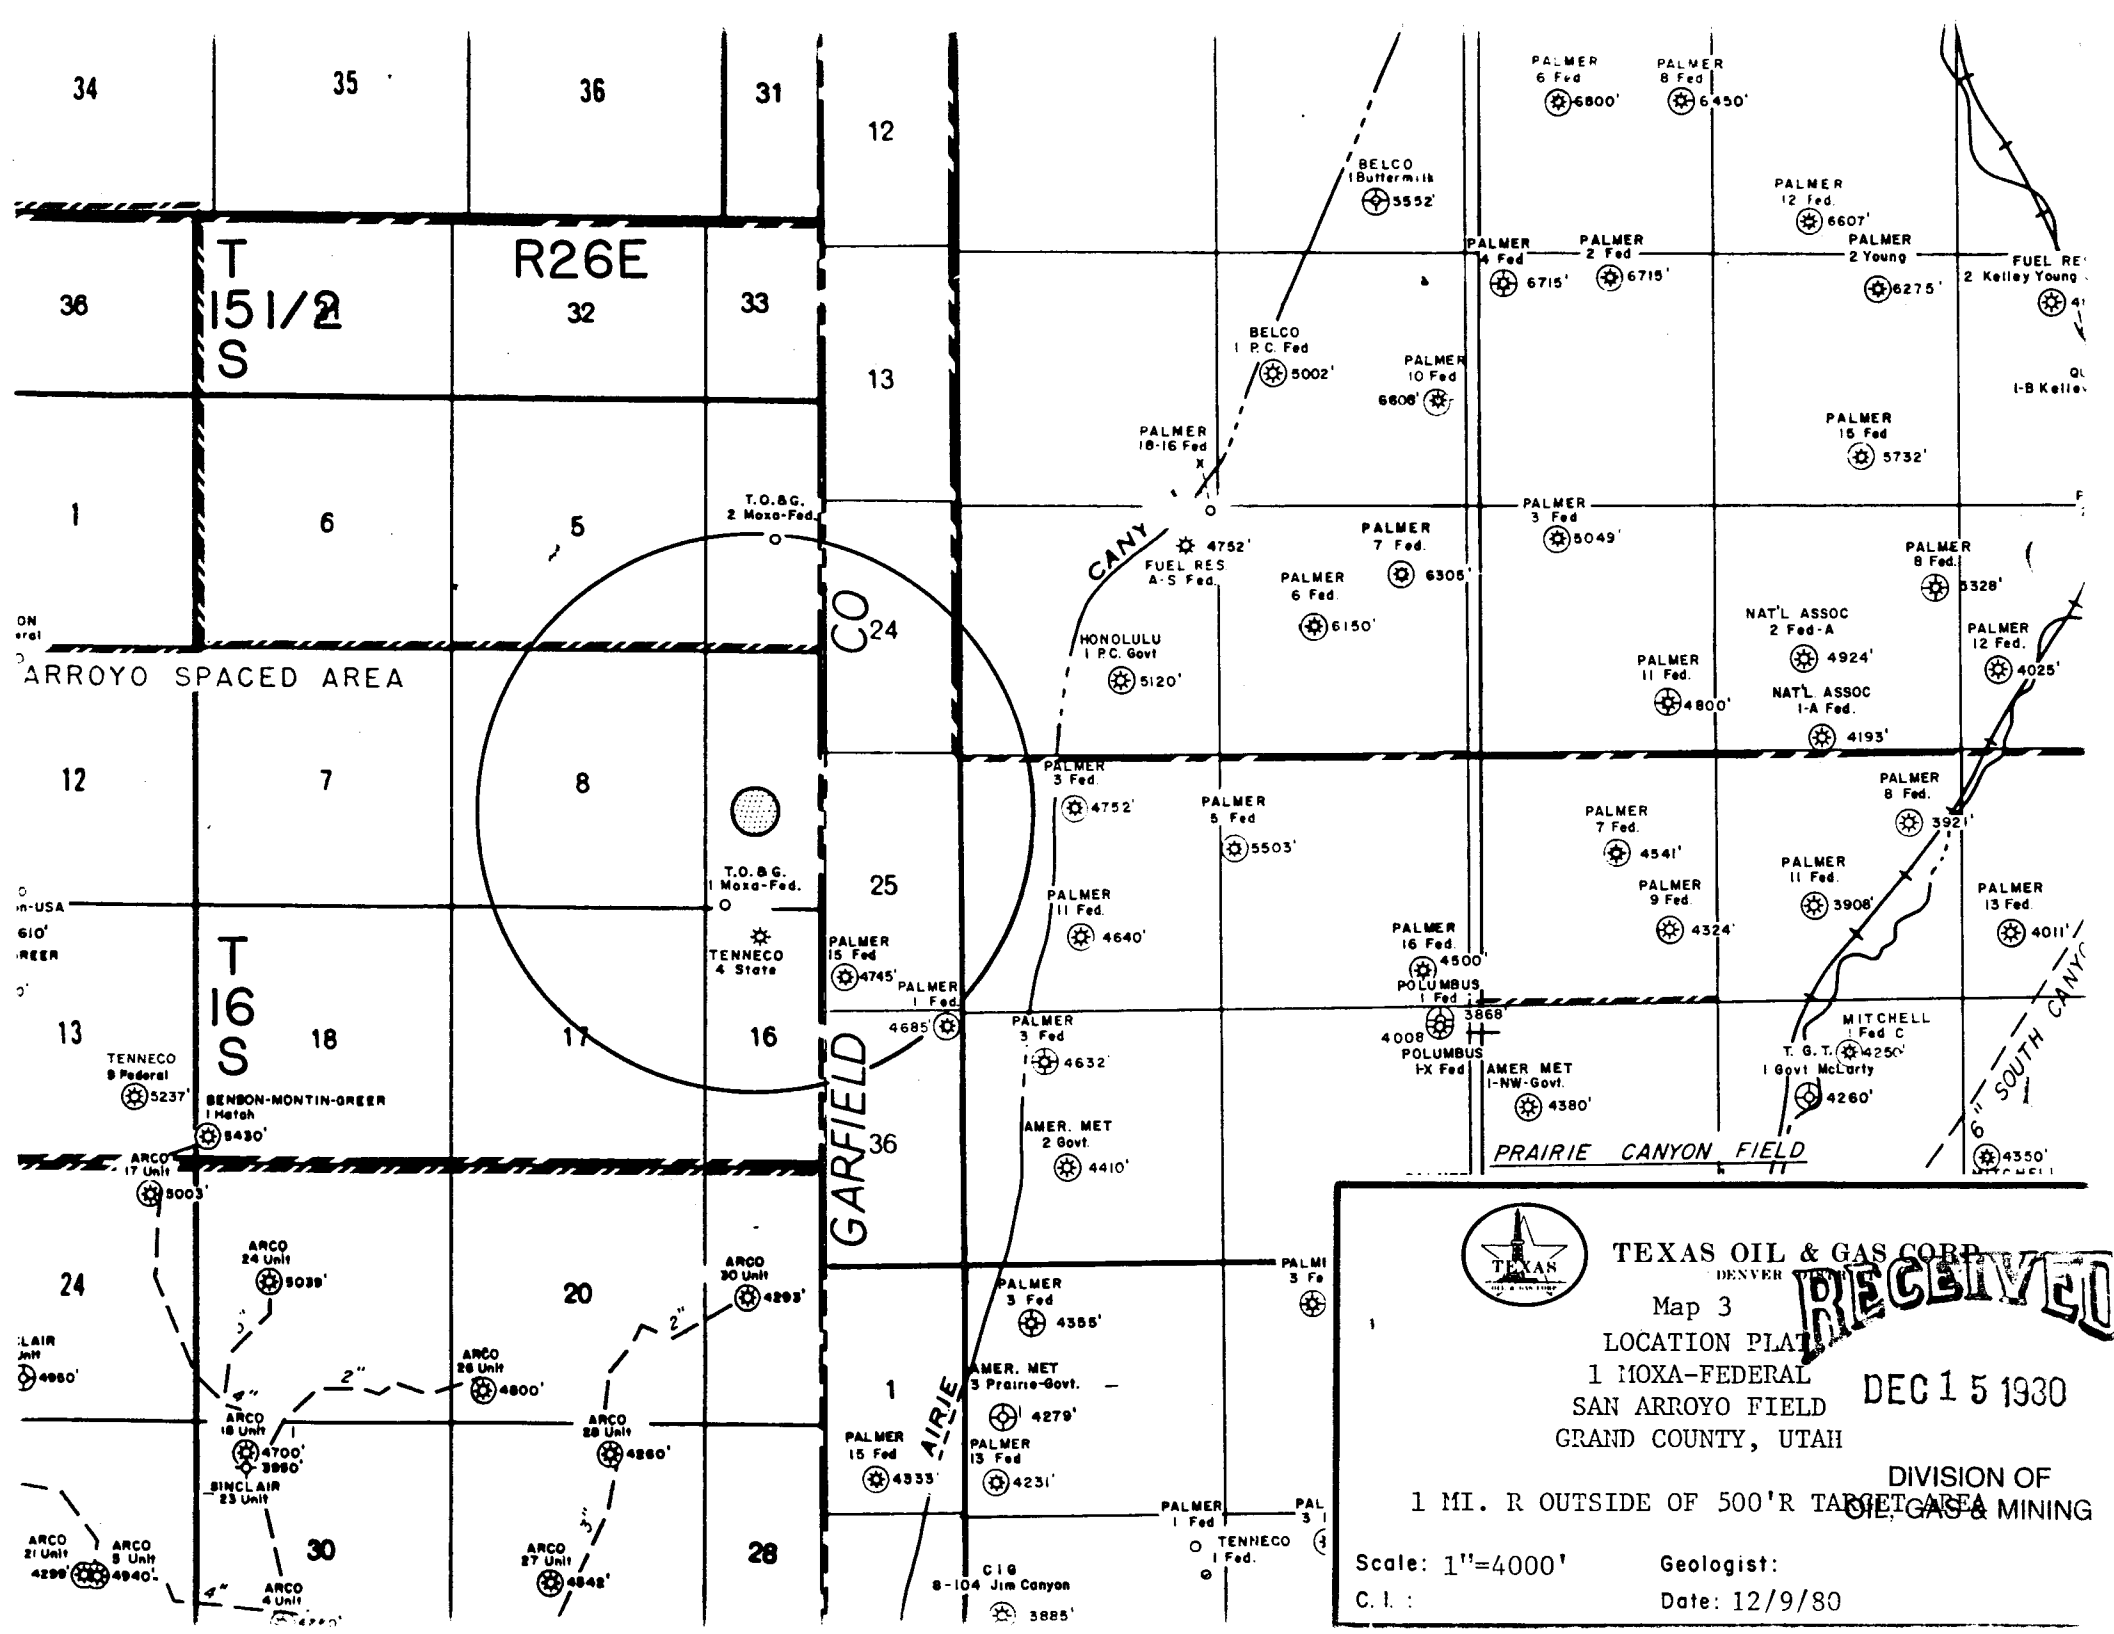 34
35
36
31
12
PALMER
6 Fed
6800'
PALMER
8 Fed
6450'
BELCO
1 Buttermilk
5552'
PALMER
12 Fed.
6607'
T
15 1/2
S
R26E
36
32
33
13
PALMER
4 Fed
6715'
PALMER
2 Fed
6715'
PALMER
2 Young
6275'
2 Kelley Young
BELCO
1 P.C. Fed
5002'
PALMER
10 Fed
6608'
PALMER
15 Fed
5732'
PALMER
18-16 Fed
X
1
6
5
T.O.&G.
2 Moxa-Fed.
CANY
4752'
FUEL RES
A-S Fed.
PALMER
7 Fed.
6305'
PALMER
3 Fed
5049'
PALMER
6 Fed.
6150'
PALMER
8 Fed.
NAT'L ASSOC
2 Fed-A
4924'
PALMER
12 Fed.
4025'
CO
24
HONOLULU
1 P.C. Govt
5120'
PALMER
11 Fed.
4800'
NAT'L ASSOC
1-A Fed.
4193'
ARROYO SPACED AREA
12
7
8
PALMER
3 Fed.
4752'
PALMER
5 Fed
5503'
PALMER
7 Fed.
4541'
PALMER
8 Fed.
3921'
T.O.&G.
1 Moxa-Fed.
25
PALMER
11 Fed.
4640'
PALMER
9 Fed.
4324'
PALMER
11 Fed.
3908'
PALMER
13 Fed.
4011'
TENNECO
4 State
PALMER
15 Fed
4745'
PALMER
1 Fed.
4685'
PALMER
16 Fed.
4500'
POLUMBUS
1 Fed
3868'
4008'
POLUMBUS
1-X Fed
T
16
S
13
18
17
16
GARFIELD
PALMER
3 Fed
4632'
MITCHELL
1 Fed C
4250'
T. G. T.
1 Govt McLarty
4260'
AMER MET
1-NW-Govt.
4380'
6" SOUTH CANYO
TENNECO
9 Federal
5237'
BENSON-MONTIN-GREER
1 Hatch
5430'
36
AMER. MET
2 Govt.
4410'
PRAIRIE CANYON FIELD
4350'
ARCO
17 Unit
5003'
24
ARCO
24 Unit
5039'
20
ARCO
30 Unit
4293'
2"
PALMER
3 Fed
4355'
4960'
2"
ARCO
26 Unit
4800'
4"
ARCO
18 Unit
4700'
3950'
SINCLAIR
23 Unit
ARCO
28 Unit
4260'
1
AMER. MET
3 Prairie-Govt.
4279'
AIRIE
PALMER
15 Fed
4333'
PALMER
13 Fed
4231'
ARCO
21 Unit
4299'
ARCO
5 Unit
4940'
30
3"
ARCO
27 Unit
4842'
28
4"
ARCO
4 Unit
PALMER
1 Fed
TENNECO
1 Fed.
CIG
8-104 Jim Canyon
3885'
TEXAS
TEXAS OIL & GAS CORP.
DENVER
RECEIVED
Map 3
LOCATION PLAT
1 MOXA-FEDERAL
SAN ARROYO FIELD
GRAND COUNTY, UTAH
DEC 15 1980
DIVISION OF
OIL, GAS & MINING
1 MI. R OUTSIDE OF 500'R TARGET AREA
Scale: 1"=4000'
Geologist:
C.I.:
Date: 12/9/80